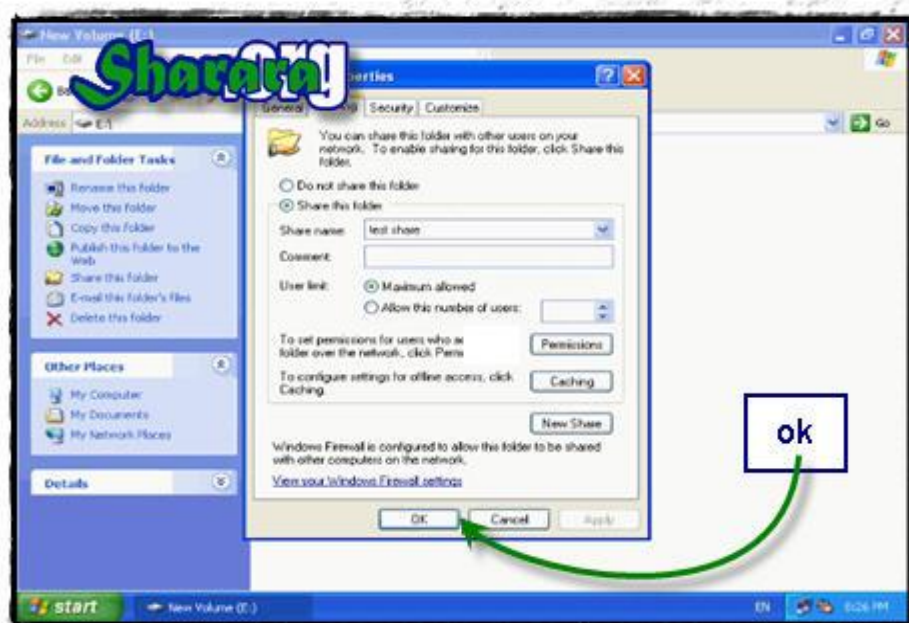 New Volume (E:)
Sharara.org
File Edit
Properties
General Security Customize
Address E:\
Go
You can share this folder with other users on your
network. To enable sharing for this folder, click Share this
folder.
Do not share this folder
Share this folder
Share name: test share
Comment:
User limit: Maximum allowed
Allow this number of users:
To set permissions for users who
folder over the network, click
Permissions
To configure settings for offline access, click
Caching.
Caching
New Share
Windows Firewall is configured to allow this folder to be shared
with other computers on the network.
View your Windows Firewall settings
OK Cancel Apply
File and Folder Tasks
Rename this folder
Move this folder
Copy this folder
Publish this folder to the
Web
Share this folder
E-mail this folder's files
Delete this folder
Other Places
My Computer
My Documents
My Network Places
Details
ok
start New Volume (E:) EN 8:26 PM